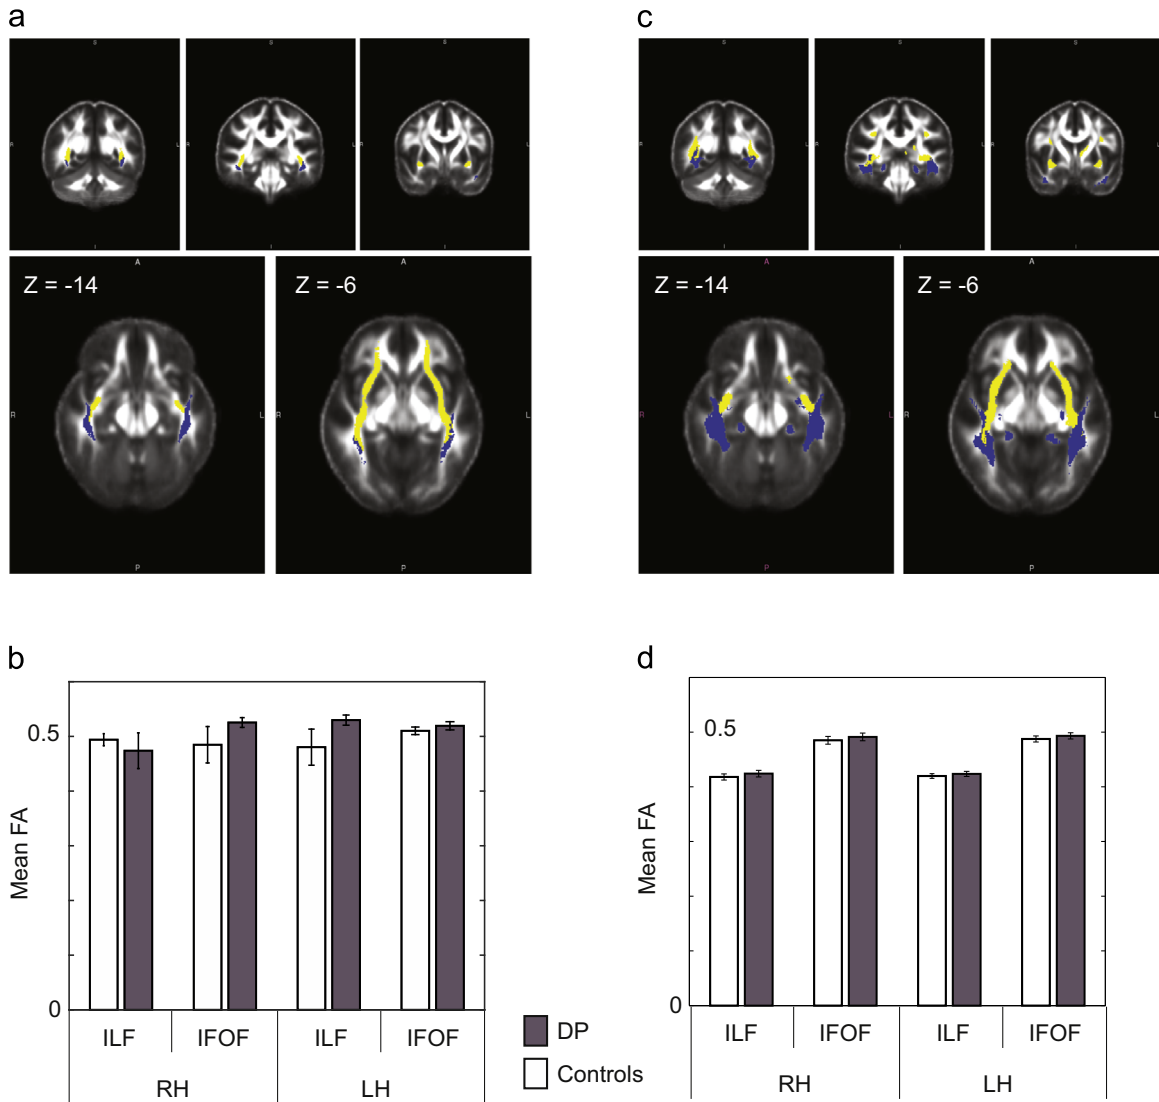 a
c
S
S
S
R
L
R
L
R
L
I
I
I
S
S
S
R
L
R
L
R
L
I
I
I
Z = -14
A
R
L
P
Z = -6
A
R
L
P
Z = -14
A
R
L
P
Z = -6
A
R
L
P
b
0.5
0
Mean FA
ILF
IFOF
ILF
IFOF
RH
LH
DP
Controls
d
0.5
0
Mean FA
ILF
IFOF
ILF
IFOF
RH
LH